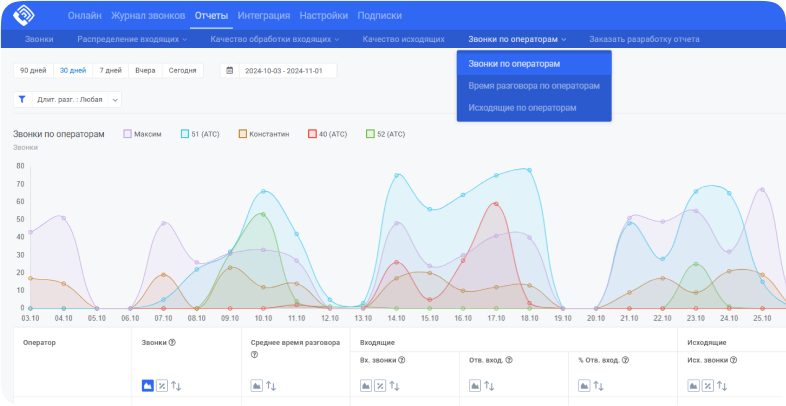 Онлайн Журнал звонков Отчеты Интеграция Настройки Подписки
Звонки Распределение входящих Качество обработки входящих Качество исходящих Звонки по операторам Заказать разработку отчета
Звонки по операторам
Время разговора по операторам
Исходящие по операторам
90 дней 30 дней 7 дней Вчера Сегодня 2024-10-03 - 2024-11-01
Длит. разг. : Любая
Звонки по операторам Максим 51 (АТС) Константин 40 (АТС) 52 (АТС)
Звонки
80
70
60
50
40
30
20
10
0
03.10 04.10 05.10 06.10 07.10 08.10 09.10 10.10 11.10 12.10 13.10 14.10 15.10 16.10 17.10 18.10 19.10 20.10 21.10 22.10 23.10 24.10 25.10
Оператор Звонки Среднее время разговора Входящие Исходящие
Вх. звонки Отв. вход. % Отв. вход. Исх. звонки